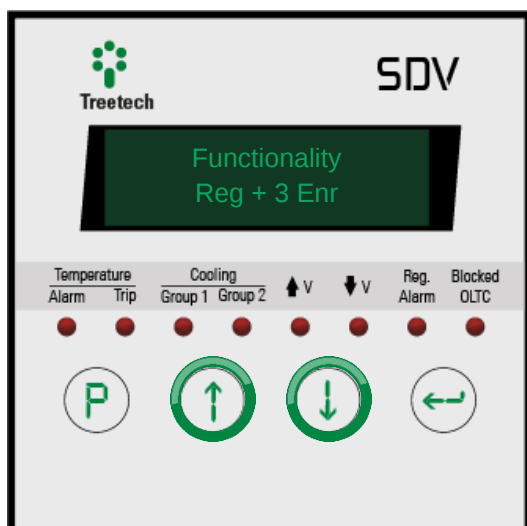 Treetech
SDV
Functionality
Reg + 3 Enr
Temperature
Alarm Trip
Cooling
Group 1 Group 2
V
V
Reg.
Alarm
Blocked
OLTC
P